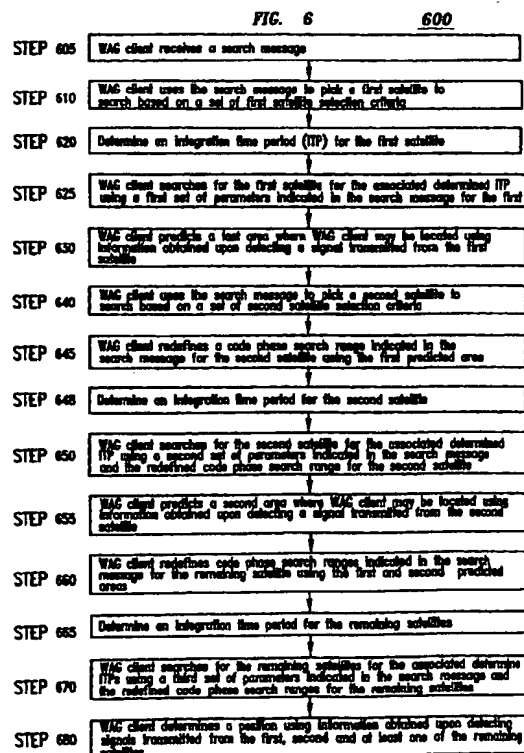 FIG. 6 600
STEP 605 WAG client receives a search message
STEP 610 WAG client uses the search message to pick a first satellite to
search based on a set of first satellite selection criteria
STEP 620 Determine an integration time period (ITP) for the first satellite
STEP 625 WAG client searches for the first satellite for the associated determined ITP
using a first set of parameters indicated in the search message for the first
STEP 630 WAG client predicts a fast area where WAG client may be located using
information obtained upon detecting a signal transmitted from the first
satellite
STEP 640 WAG client uses the search message to pick a second satellite to
search based on a set of second satellite selection criteria
STEP 645 WAG client redefines a code phase search range indicated in the
search message for the second satellite using the first predicted area
STEP 648 Determine an integration time period for the second satellite
STEP 650 WAG client searches for the second satellite for the associated determined
ITP using a second set of parameters indicated in the search message
and the redefined code phase search range for the second satellite
STEP 655 WAG client predicts a second area where WAG client may be located using
information obtained upon detecting a signal transmitted from the second
satellite
STEP 660 WAG client redefines code phase search ranges indicated in the search
message for the remaining satellite using the first and second predicted
areas
STEP 665 Determine an integration time period for the remaining satellites
STEP 670 WAG client searches for the remaining satellites for the associated determine
ITPs using a third set of parameters indicated in the search message and
the redefined code phase search ranges for the remaining satellites
STEP 680 WAG client determines a position using information obtained upon detecting
signals transmitted from the first, second and at least one of the remaining